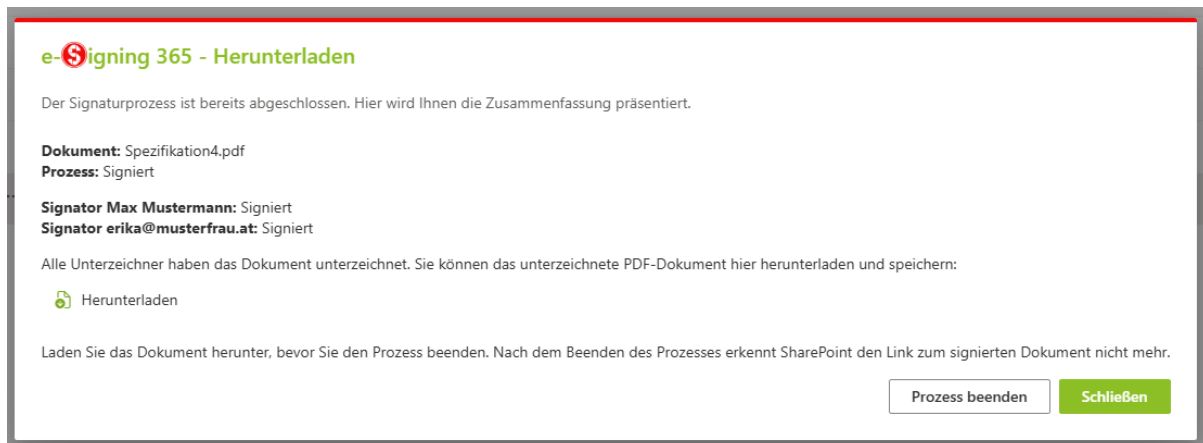 e-Signing 365 - Herunterladen
Der Signaturprozess ist bereits abgeschlossen. Hier wird Ihnen die Zusammenfassung präsentiert.
Dokument: Spezifikation4.pdf
Prozess: Signiert
Signator Max Mustermann: Signiert
Signator erika@musterfrau.at: Signiert
Alle Unterzeichner haben das Dokument unterzeichnet. Sie können das unterzeichnete PDF-Dokument hier herunterladen und speichern:
Herunterladen
Laden Sie das Dokument herunter, bevor Sie den Prozess beenden. Nach dem Beenden des Prozesses erkennt SharePoint den Link zum signierten Dokument nicht mehr.
Prozess beenden
Schließen